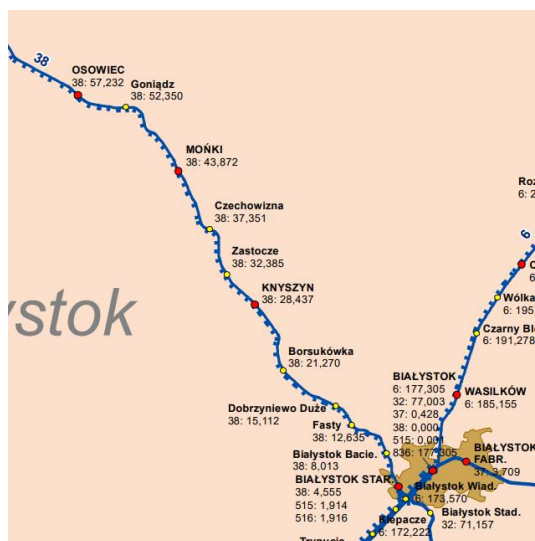 38
OSOWIEC
38: 57,232
Goniądz
38: 52,350
MOŃKI
38: 43,872
Roz
6: 2
Czechowizna
38: 37,351
6
Zastocze
38: 32,385
KNYSZYN
38: 28,437
Wólka
6: 195
ystok
Czarny Blo
6: 191,278
Borsukówka
38: 21,270
BIAŁYSTOK
6: 177,305
32: 77,003
37: 0,428
38: 0,000
515: 0,001
836: 177,305
WASILKÓW
6: 185,155
Dobrzyniewo Duże
38: 15,112
Fasty
38: 12,635
Białystok Bacie.
38: 8,013
BIAŁYSTOK
FABR.
37: 3,709
BIAŁYSTOK STAR.
38: 4,555
515: 1,914
516: 1,916
Białystok Wiad.
6: 173,570
Klepacze
6: 172,222
Białystok Stad.
32: 71,157